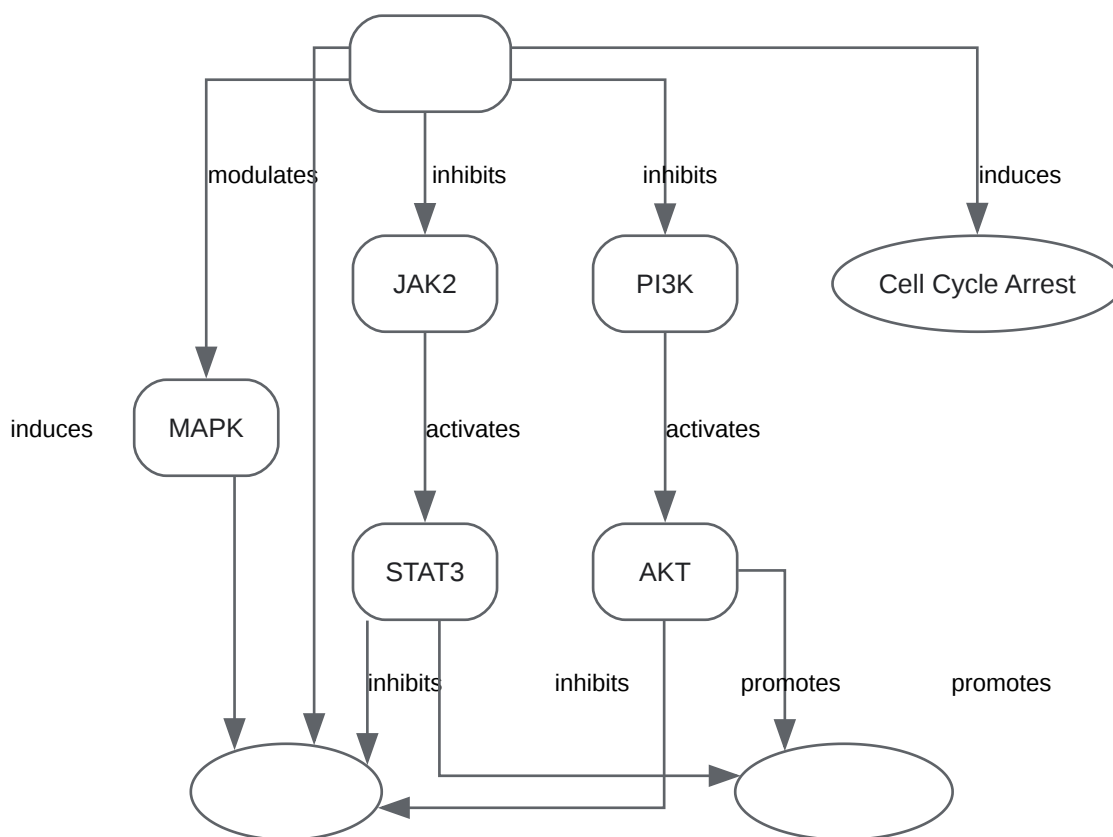 modulates
inhibits
inhibits
induces
JAK2
PI3K
Cell Cycle Arrest
induces
MAPK
activates
activates
STAT3
AKT
inhibits
inhibits
promotes
promotes